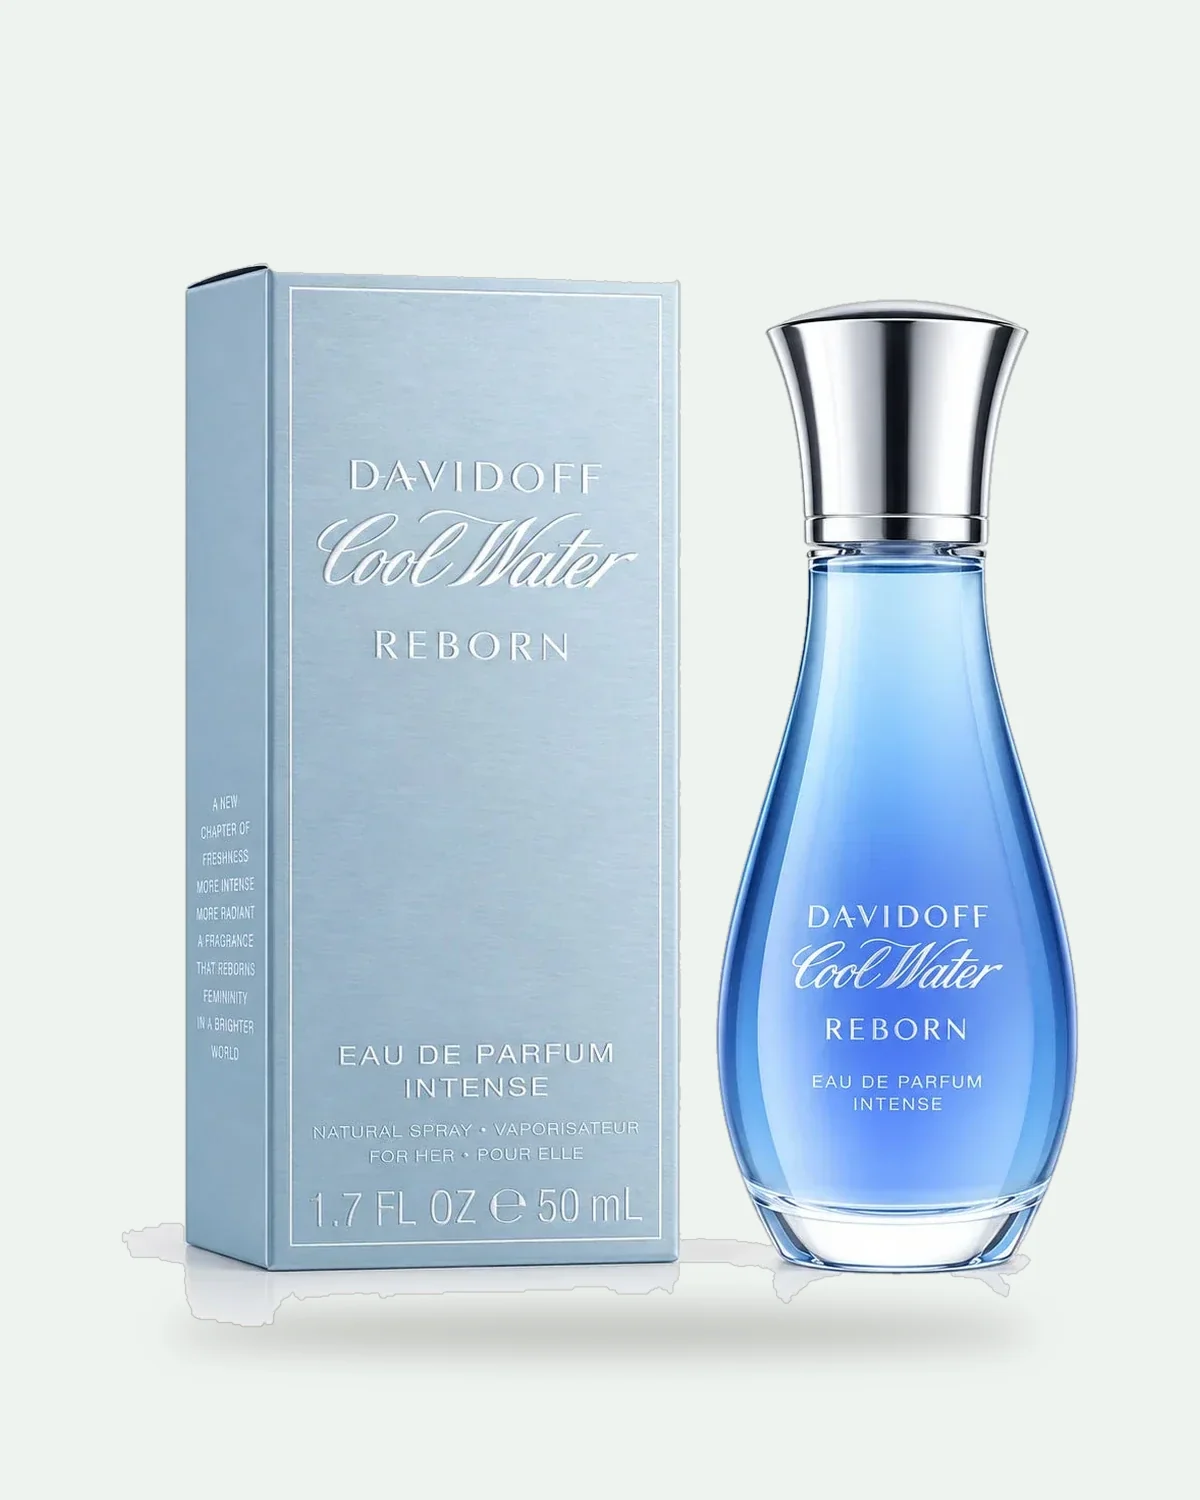 DAVIDOFF
Cool Water
REBORN
A NEW
CHAPTER OF
FRESHNESS
MORE INTENSE
MORE RADIANT
A FRAGRANCE
THAT REBORNS
FEMININITY
IN A BRIGHTER
WORLD
EAU DE PARFUM
INTENSE
NATURAL SPRAY • VAPORISATEUR
FOR HER • POUR ELLE
1.7 FL OZ ℮ 50 mL
DAVIDOFF
Cool Water
REBORN
EAU DE PARFUM
INTENSE